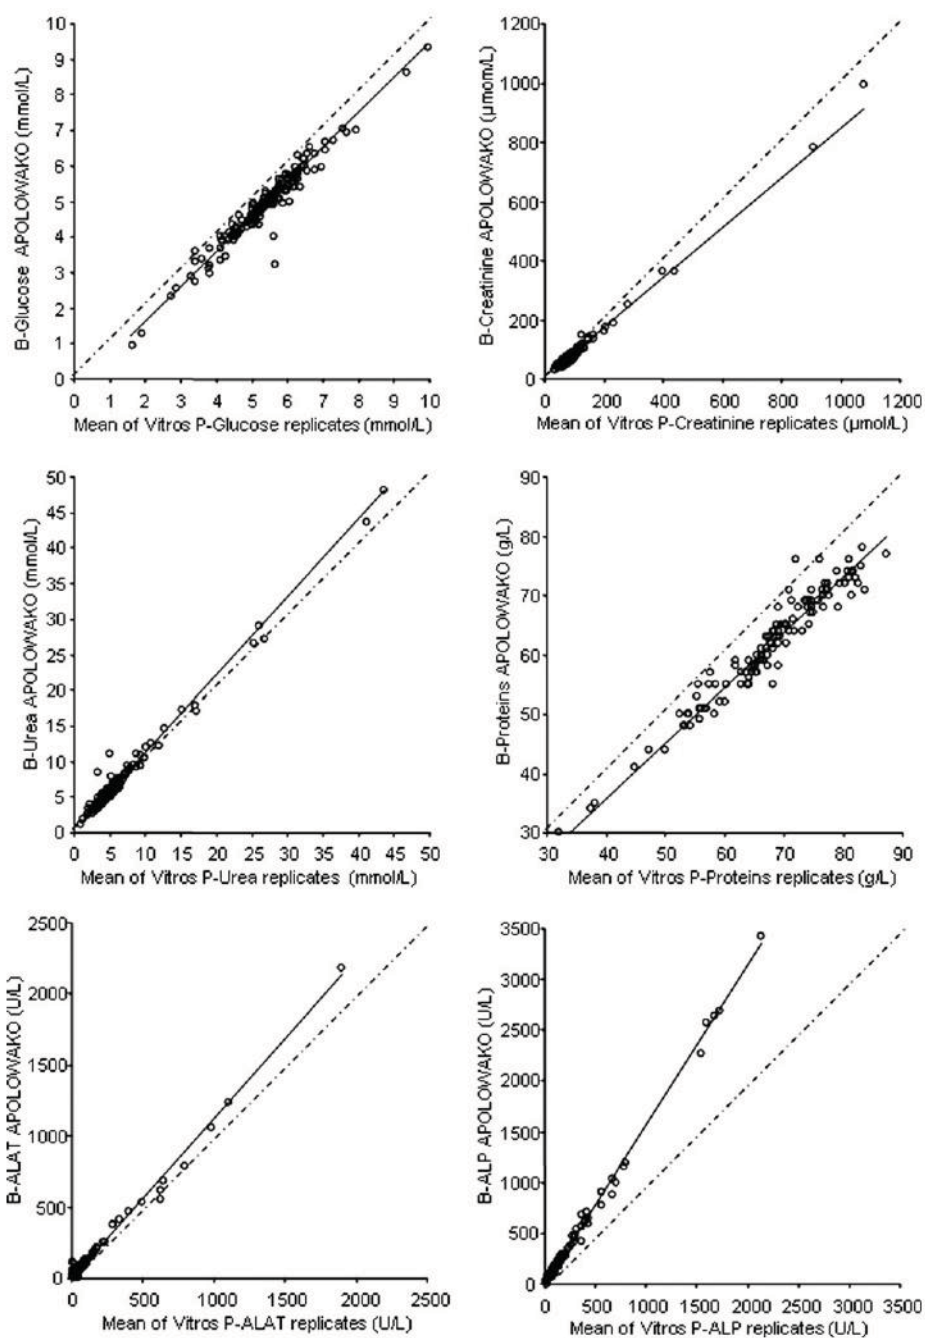 B-Glucose APOLOWAKO (mmol/L)
10
9
8
7
6
5
4
3
2
1
0
0 1 2 3 4 5 6 7 8 9 10
Mean of Vitros P-Glucose replicates (mmol/L)
B-Creatinine APOLOWAKO (µmom/L)
1200
1000
800
600
400
200
0
0 200 400 600 800 1000 1200
Mean of Vitros P-Creatinine replicates (µmol/L)
B-Urea APOLOWAKO (mmol/L)
50
45
40
35
30
25
20
15
10
5
0
0 5 10 15 20 25 30 35 40 45 50
Mean of Vitros P-Urea replicates (mmol/L)
B-Proteins APOLOWAKO (g/L)
90
80
70
60
50
40
30
30 40 50 60 70 80 90
Mean of Vitros P-Proteins replicates (g/L)
B-ALAT APOLOWAKO (U/L)
2500
2000
1500
1000
500
0
0 500 1000 1500 2000 2500
Mean of Vitros P-ALAT replicates (U/L)
B-ALP APOLOWAKO (U/L)
3500
3000
2500
2000
1500
1000
500
0
0 500 1000 1500 2000 2500 3000 3500
Mean of Vitros P-ALP replicates (U/L)